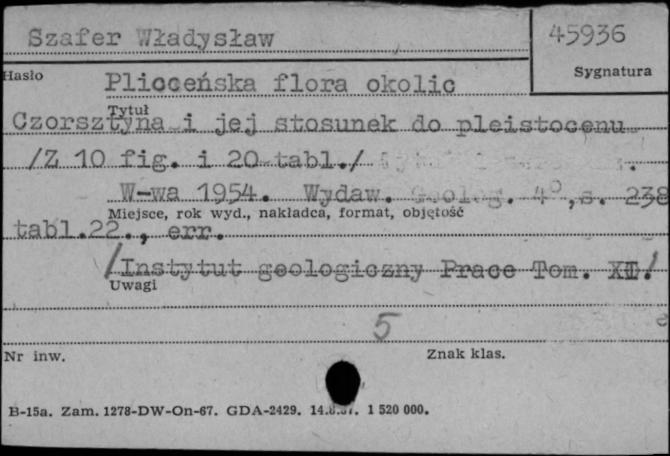 Szafer Władysław
45936
Hasło
Sygnatura
Plioceńska flora okolic
Tytuł
Czorsztyna i jej stosunek do pleistocenu
/Z 10 fig. i 20 tabl./
W-wa 1954. Wydaw. Geolog. 4°,s. 238
Miejsce, rok wyd., nakładca, format, objętość
tabl.22., err.
/Instytut geologiczny Prace Tom. XI/
Uwagi
5
Nr inw.
Znak klas.
B-15a. Zam. 1278-DW-On-67. GDA-2429. 1 520 000.